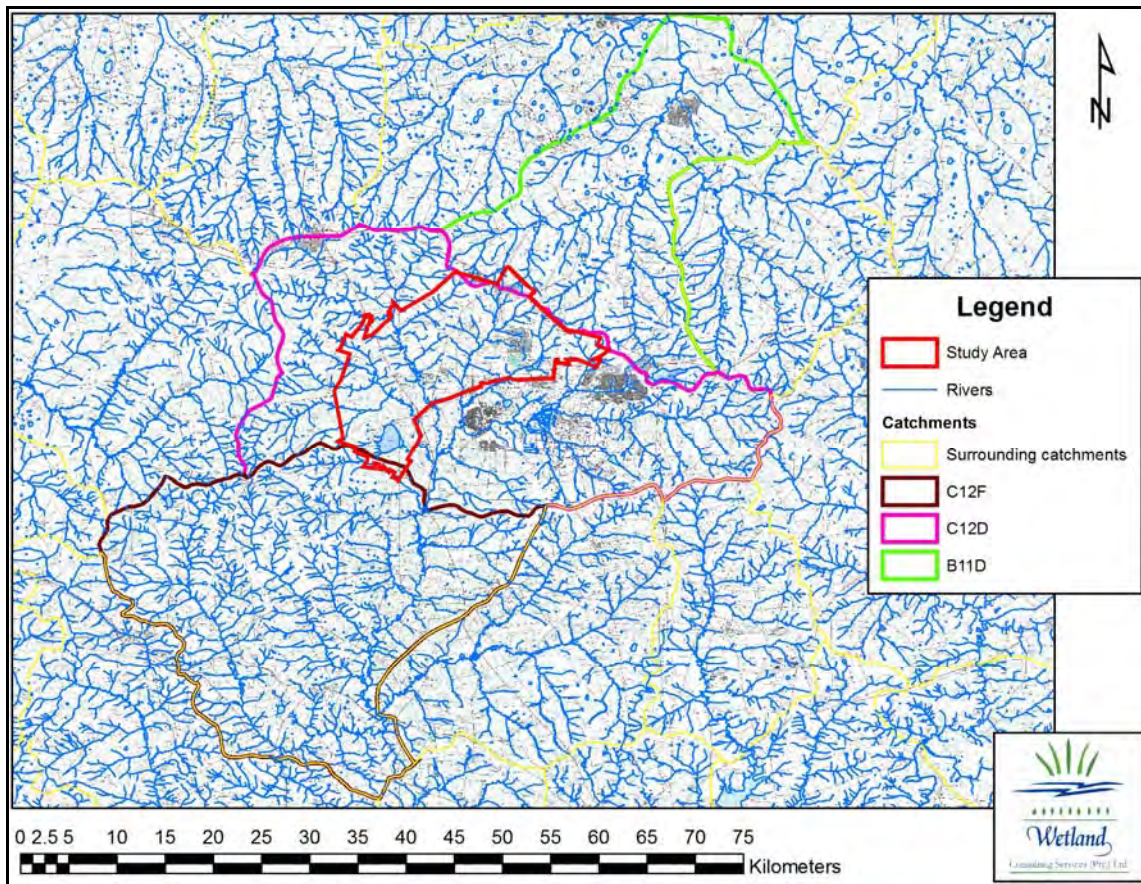 N
Legend
Study Area
Rivers
Catchments
Surrounding catchments
C12F
C12D
B11D
0 2.5 5 10 15 20 25 30 35 40 45 50 55 60 65 70 75
Kilometers
Wetland
Consulting Services (Pty) Ltd